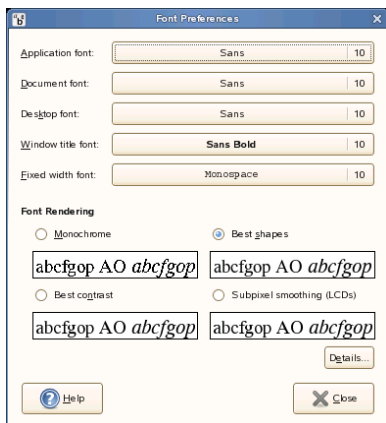 Font Preferences
Application font: Sans 10
Document font: Sans 10
Desktop font: Sans 10
Window title font: Sans Bold 10
Fixed width font: Monospace 10
Font Rendering
Monochrome Best shapes
abcfgop AO abcfgop abcfgop AO abcfgop
Best contrast Subpixel smoothing (LCDs)
abcfgop AO abcfgop abcfgop AO abcfgop
Details...
Help Close